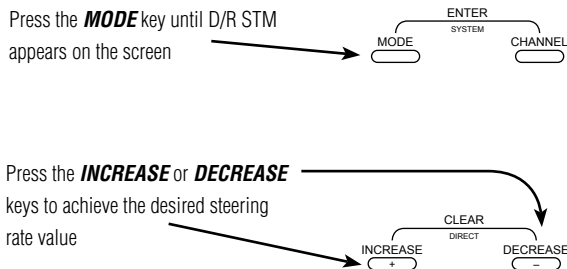 Press the MODE key until D/R STM
appears on the screen
ENTER
SYSTEM
MODE
CHANNEL
Press the INCREASE or DECREASE
keys to achieve the desired steering
rate value
CLEAR
DIRECT
INCREASE
DECREASE
+
–